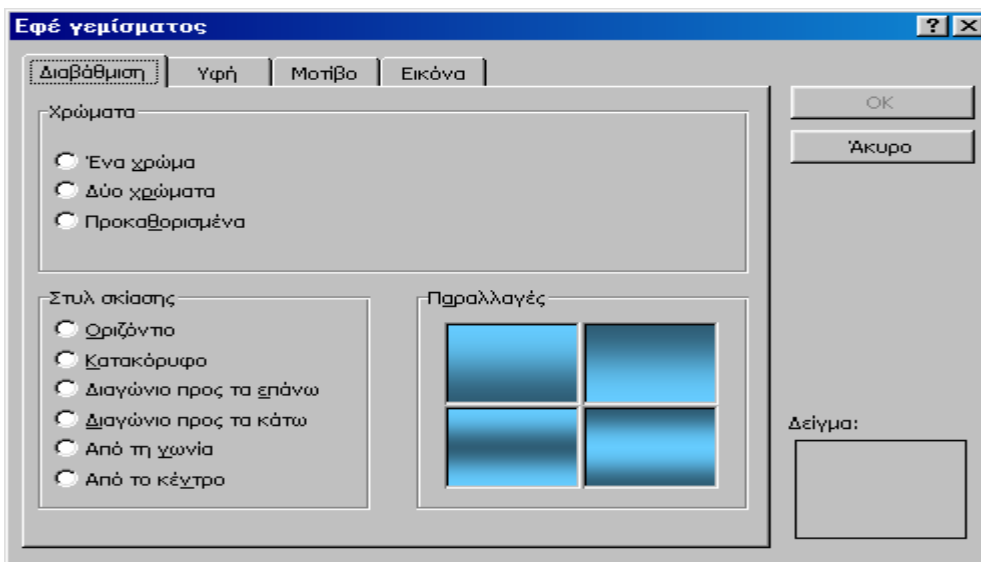 Εφέ γεμίσματος
Διαβάθμιση Υφή Μοτίβο Εικόνα
Χρώματα
Ένα χρώμα
Δύο χρώματα
Προκαθορισμένα
Στυλ σκίασης
Οριζόντιο
Κατακόρυφο
Διαγώνιο προς τα επάνω
Διαγώνιο προς τα κάτω
Από τη γωνία
Από το κέντρο
Παραλλαγές
OK
Άκυρο
Δείγμα: